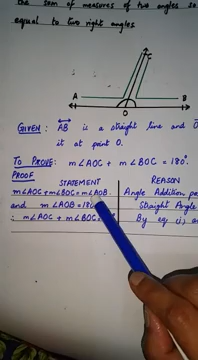 the sum of measures of two angles so
equal to two right angles
C
A
B
O
GIVEN: AB is a straight line and O
it at point O.
TO PROVE: m∠AOC + m∠BOC = 180°.
PROOF
STATEMENT
REASON
m∠AOC+m∠BOC=m∠AOB.
Angle Addition po
and m∠AOB=180
Straight Angle
∴ m∠AOC + m∠BOC
By eq (i) a